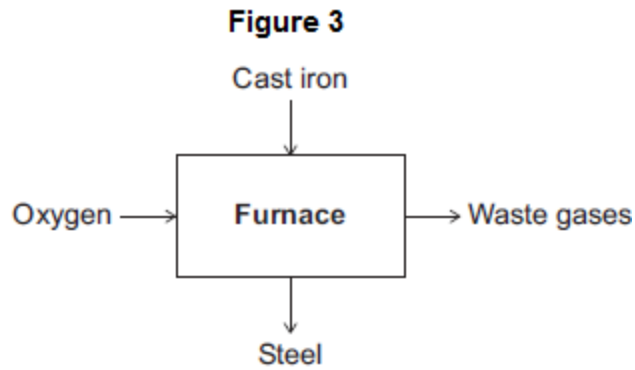 Figure 3
Cast iron
Oxygen
Furnace
Waste gases
Steel